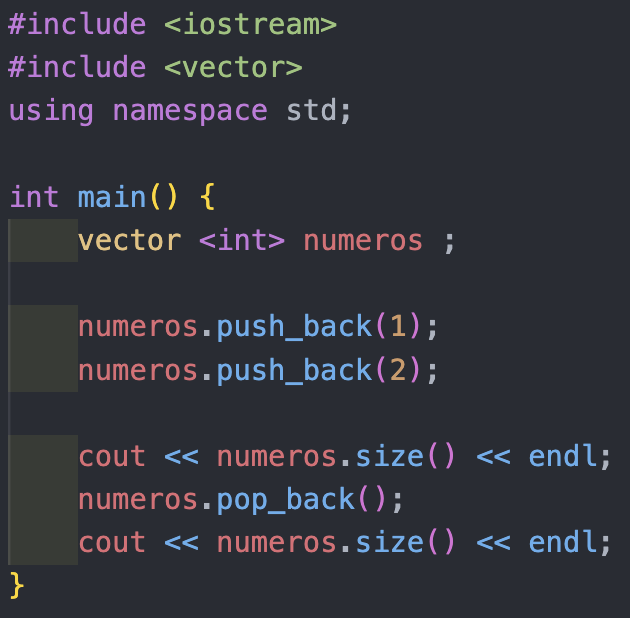 #include <iostream>
#include <vector>
using namespace std;

int main() {
    vector <int> numeros ;

    numeros.push_back(1);
    numeros.push_back(2);

    cout << numeros.size() << endl;
    numeros.pop_back();
    cout << numeros.size() << endl;
}